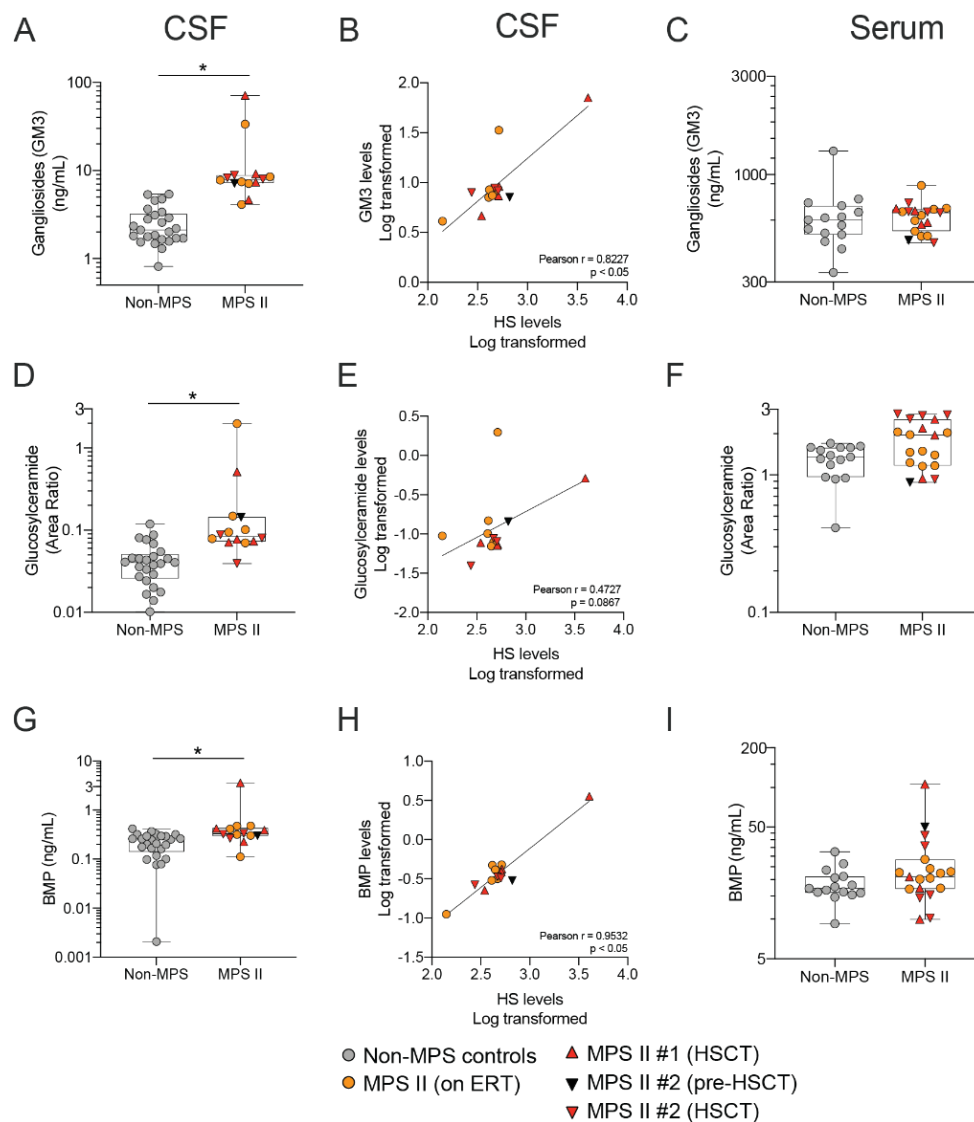 A
CSF
B
CSF
C
Serum
Gangliosides (GM3)
(ng/mL)
100
10
1
*
Non-MPS
MPS II
GM3 levels
Log transformed
2.0
1.5
1.0
0.5
0.0
Pearson r = 0.8227
p < 0.05
2.0
2.5
3.0
3.5
4.0
HS levels
Log transformed
Gangliosides (GM3)
(ng/mL)
3000
1000
300
Non-MPS
MPS II
D
E
F
Glucosylceramide
(Area Ratio)
3
1
0.1
0.01
*
Non-MPS
MPS II
Glucosylceramide levels
Log transformed
0.5
0.0
-0.5
-1.0
-1.5
-2.0
Pearson r = 0.4727
p = 0.0867
2.0
2.5
3.0
3.5
4.0
HS levels
Log transformed
Glucosylceramide
(Area Ratio)
3
1
0.1
Non-MPS
MPS II
G
H
I
BMP (ng/mL)
10
3
1
0.1
0.01
0.001
*
Non-MPS
MPS II
BMP levels
Log transformed
1.0
0.5
0.0
-0.5
-1.0
-1.5
Pearson r = 0.9532
p < 0.05
2.0
2.5
3.0
3.5
4.0
HS levels
Log transformed
BMP (ng/mL)
200
50
5
Non-MPS
MPS II
Non-MPS controls
MPS II (on ERT)
MPS II #1 (HSCT)
MPS II #2 (pre-HSCT)
MPS II #2 (HSCT)